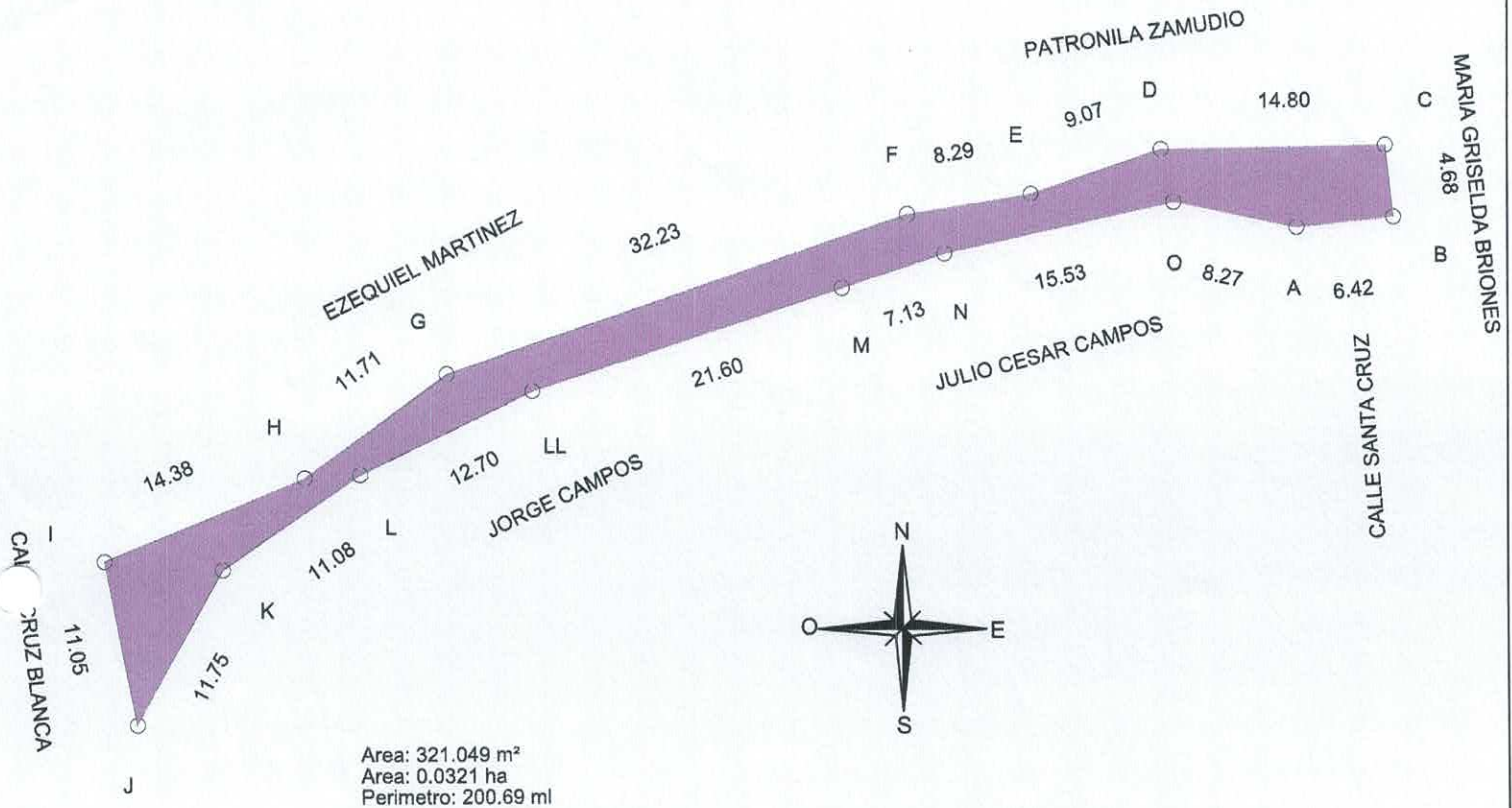 PATRONILA ZAMUDIO
D
14.80
C
MARIA GRISELDA BRIONES
9.07
E
8.29
F
4.68
B
EZEQUIEL MARTINEZ
32.23
G
11.71
O
8.27
A
6.42
15.53
N
7.13
M
JULIO CESAR CAMPOS
CALLE SANTA CRUZ
21.60
H
14.38
LL
12.70
JORGE CAMPOS
L
11.08
I
K
11.05
11.75
J
CRUZ BLANCA
N
O
E
S
Area: 321.049 m²
Area: 0.0321 ha
Perimetro: 200.69 ml